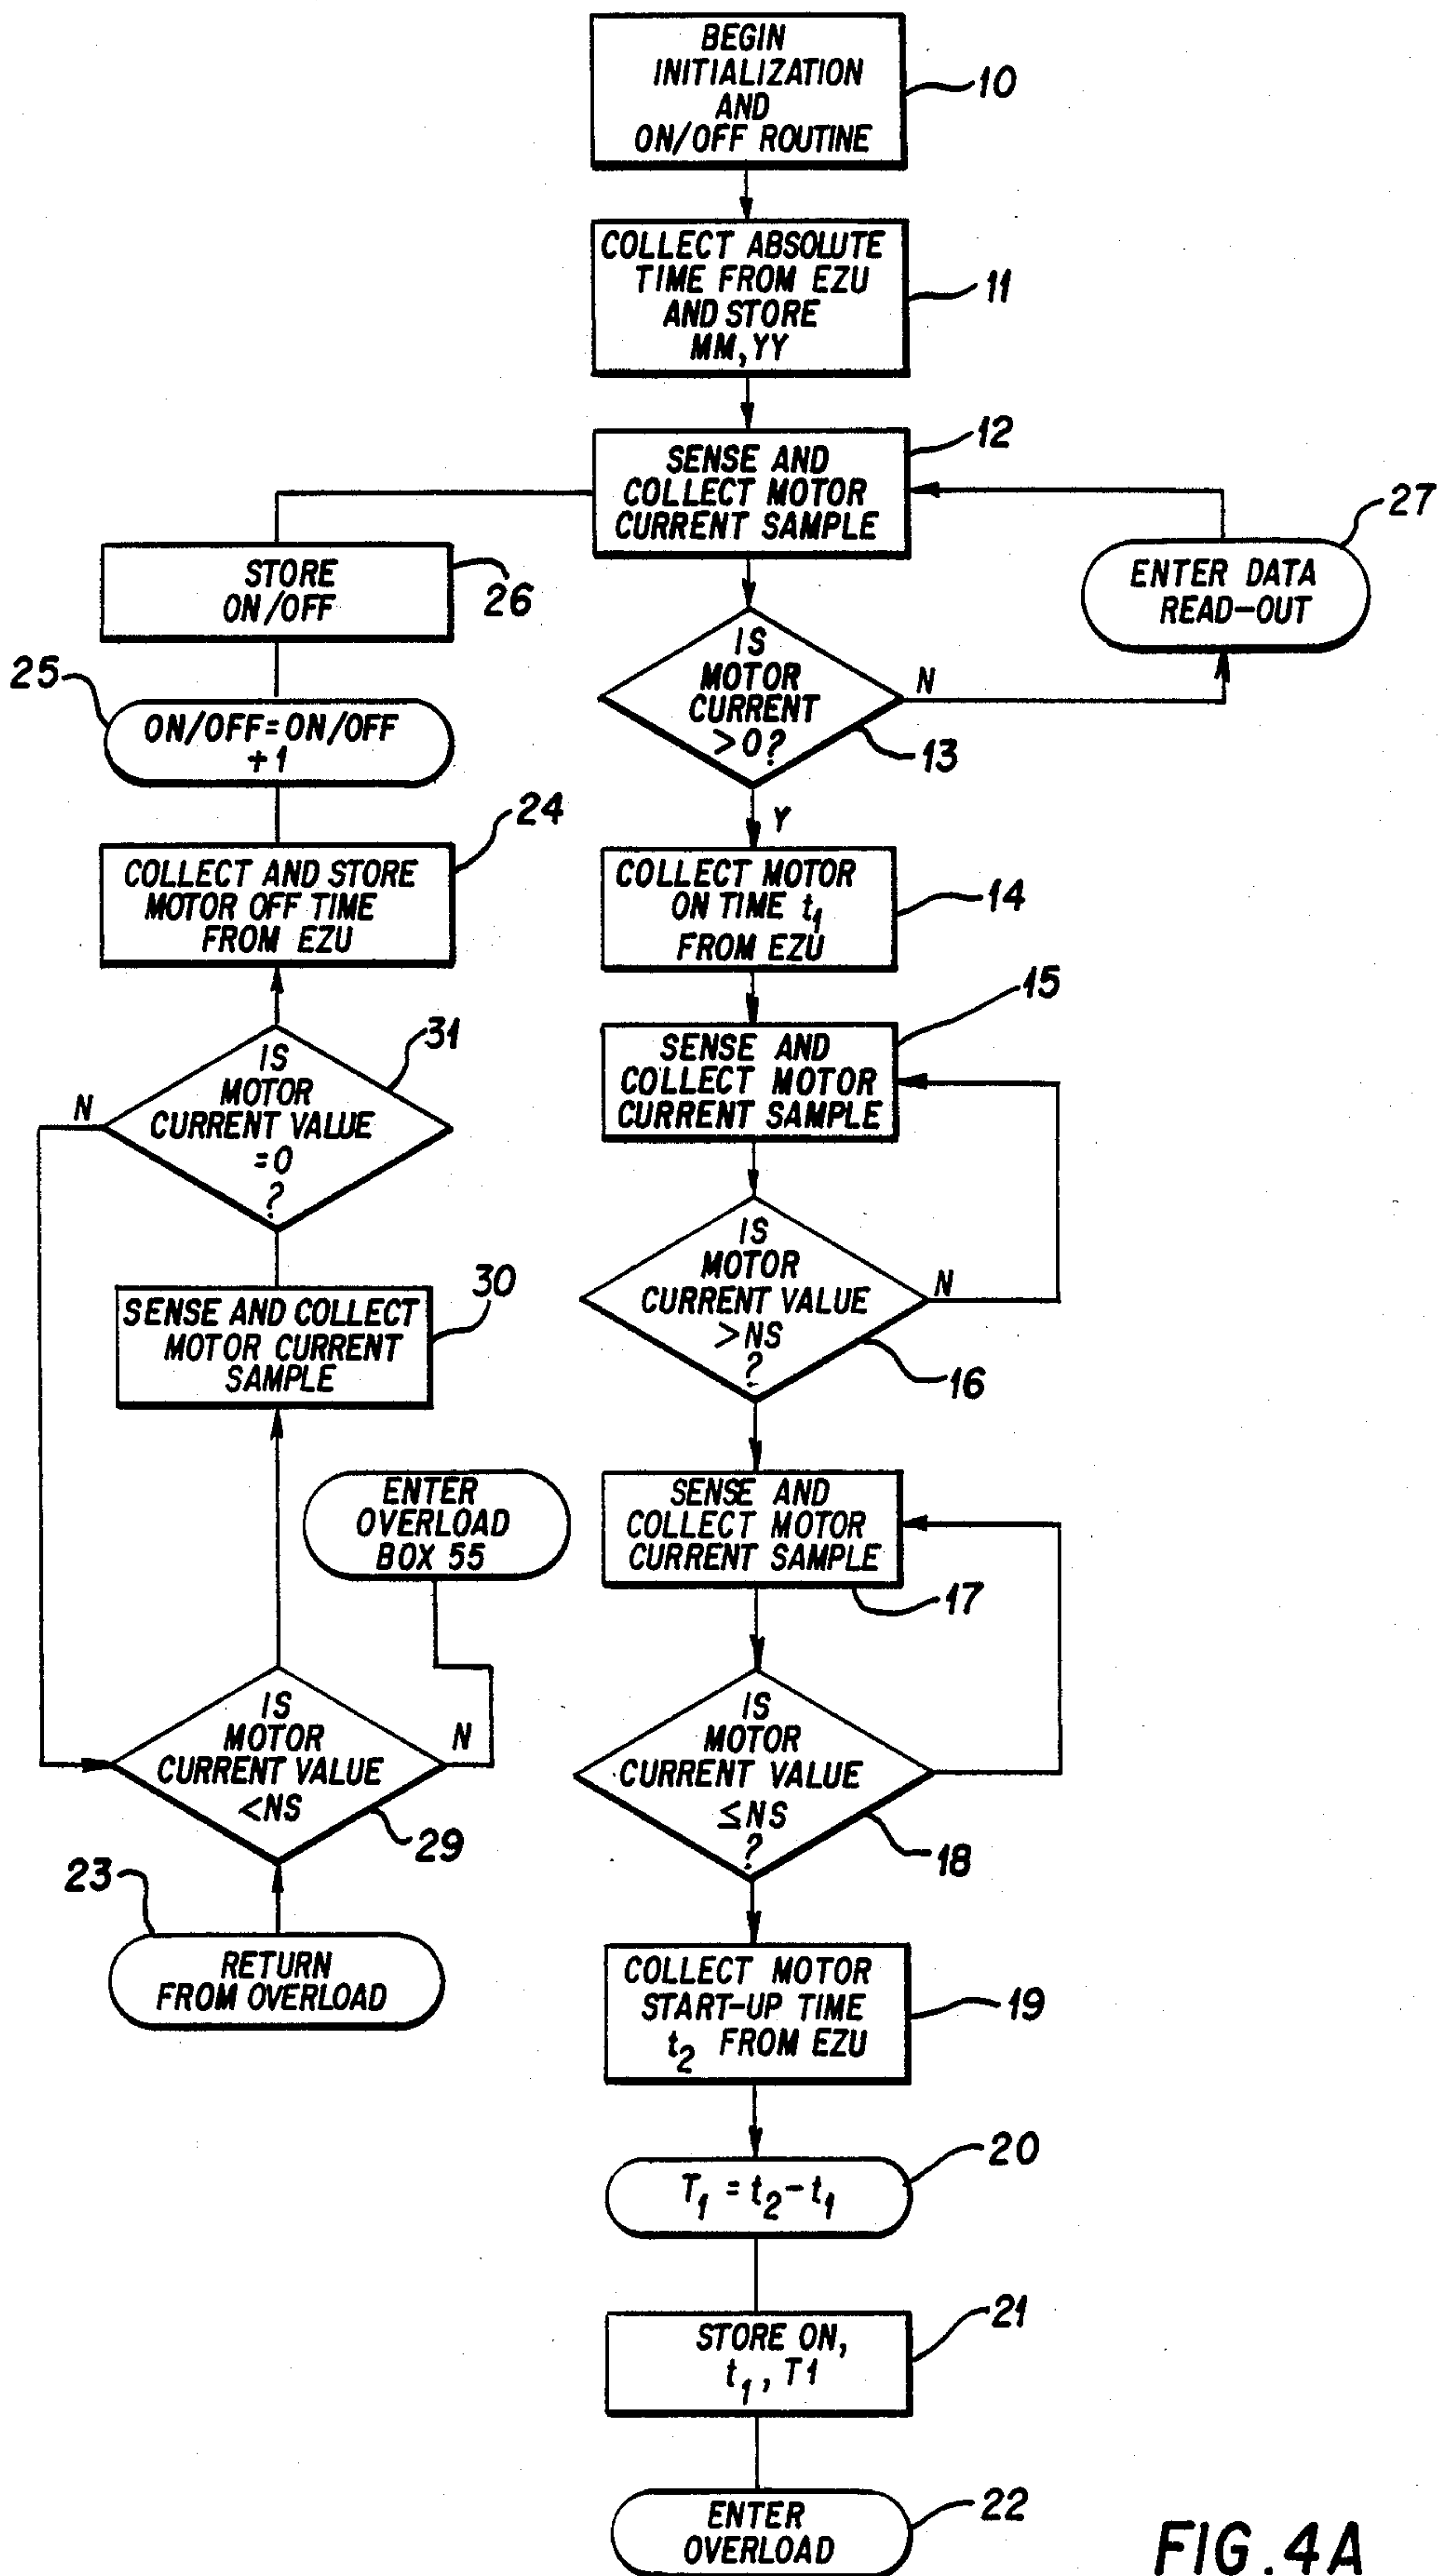 BEGIN
INITIALIZATION
AND
ON/OFF ROUTINE
10
COLLECT ABSOLUTE
TIME FROM EZU
AND STORE
MM, YY
11
SENSE AND
COLLECT MOTOR
CURRENT SAMPLE
12
ENTER DATA
READ-OUT
27
IS
MOTOR
CURRENT
>0?
13
N
Y
COLLECT MOTOR
ON TIME t1
FROM EZU
14
SENSE AND
COLLECT MOTOR
CURRENT SAMPLE
15
IS
MOTOR
CURRENT VALUE
>NS
?
N
16
SENSE AND
COLLECT MOTOR
CURRENT SAMPLE
17
IS
MOTOR
CURRENT VALUE
≤NS
?
18
COLLECT MOTOR
START-UP TIME
t2 FROM EZU
19
T1 = t2-t1
20
STORE ON,
t1, T1
21
ENTER
OVERLOAD
22
STORE
ON/OFF
26
25
ON/OFF=ON/OFF
+1
24
COLLECT AND STORE
MOTOR OFF TIME
FROM EZU
31
IS
MOTOR
CURRENT VALUE
=0
?
N
30
SENSE AND COLLECT
MOTOR CURRENT
SAMPLE
ENTER
OVERLOAD
BOX 55
IS
MOTOR
CURRENT VALUE
<NS
N
29
23
RETURN
FROM OVERLOAD
FIG. 4A